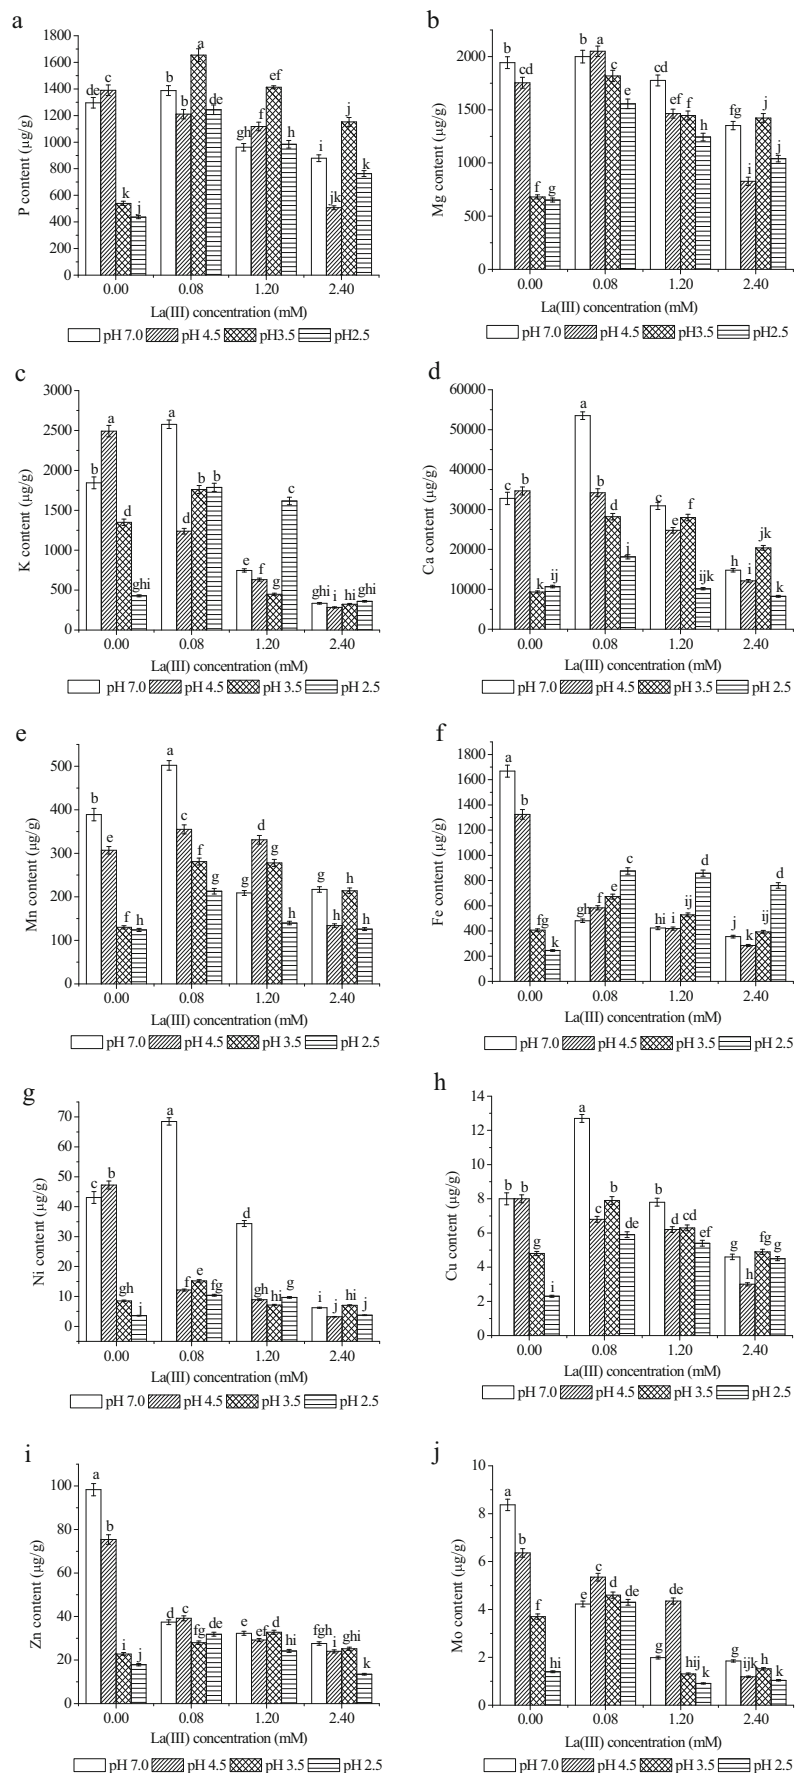 a
1800
1600
1400
1200
1000
800
600
400
200
0
P content (µg/g)
de c k j
b b a de
gh f ef h
i jk j k
0.00 0.08 1.20 2.40
La(III) concentration (mM)
pH 7.0 pH 4.5 pH3.5 pH2.5
b
2000
1500
1000
500
0
Mg content (µg/g)
b cd f g
b a c e
cd ef f h
fg i j j
0.00 0.08 1.20 2.40
La(III) concentration (mM)
pH 7.0 pH 4.5 pH 3.5 pH 2.5
c
3000
2500
2000
1500
1000
500
0
K content (µg/g)
b a d ghi
a d b b
e f g c
ghi i hi ghi
0.00 0.08 1.20 2.40
La(III) concentration (mM)
pH 7.0 pH 4.5 pH 3.5 pH 2.5
d
60000
50000
40000
30000
20000
10000
0
Ca content (µg/g)
c b k ij
a b d i
c e f ijk
h i jk k
0.00 0.08 1.20 2.40
La(III) concentration (mM)
pH 7.0 pH 4.5 pH 3.5 pH 2.5
e
500
400
300
200
100
0
Mn content (µg/g)
b e f h
a c f g
g d g h
g h h h
0.00 0.08 1.20 2.40
La(III) concentration (mM)
pH 7.0 pH 4.5 pH 3.5 pH 2.5
f
1800
1600
1400
1200
1000
800
600
400
200
0
Fe content (µg/g)
a b fg k
gh f e c
hi i ij d
j k ij d
0.00 0.08 1.20 2.40
La(III) concentration (mM)
pH 7.0 pH 4.5 pH 3.5 pH 2.5
g
70
60
50
40
30
20
10
0
Ni content (µg/g)
c b gh j
a f e fg
d gh hi g
i j hi j
0.00 0.08 1.20 2.40
La(III) concentration (mM)
pH 7.0 pH 4.5 pH 3.5 pH 2.5
h
14
12
10
8
6
4
2
0
Cu content (µg/g)
b b g i
a c b de
b d cd ef
g h fg g
0.00 0.08 1.20 2.40
La(III) concentration (mM)
pH 7.0 pH 4.5 pH 3.5 pH 2.5
i
100
80
60
40
20
0
Zn content (µg/g)
a b i j
d c fg de
e ef d hi
fgh i ghi k
0.00 0.08 1.20 2.40
La(III) concentration (mM)
pH 7.0 pH 4.5 pH 3.5 pH 2.5
j
10
8
6
4
2
0
Mo content (µg/g)
a b f hi
e c d de
g de hij k
g ijk h k
0.00 0.08 1.20 2.40
La(III) concentration (mM)
pH 7.0 pH 4.5 pH 3.5 pH 2.5